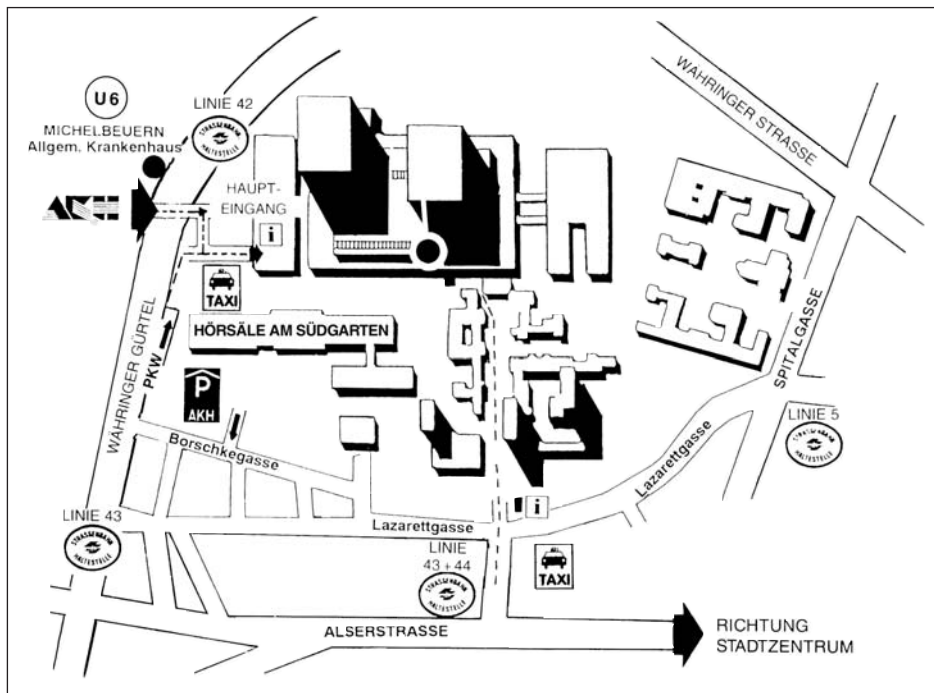 U6
MICHELBEUERN
Allgem. Krankenhaus
LINIE 42
STRASSENBAHN
HALTESTELLE
WAHRINGER STRASSE
AKH
HAUPT-
EINGANG
i
TAXI
HÖRSÄLE AM SÜDGARTEN
WÄHRINGER GÜRTEL
PKW
P
AKH
Borschkegasse
SPITALGASSE
LINIE 5
STRASSENBAHN
HALTESTELLE
Lazarettgasse
i
LINIE 43
STRASSENBAHN
HALTESTELLE
Lazarettgasse
LINIE
43 + 44
STRASSENBAHN
HALTESTELLE
TAXI
ALSERSTRASSE
RICHTUNG
STADTZENTRUM